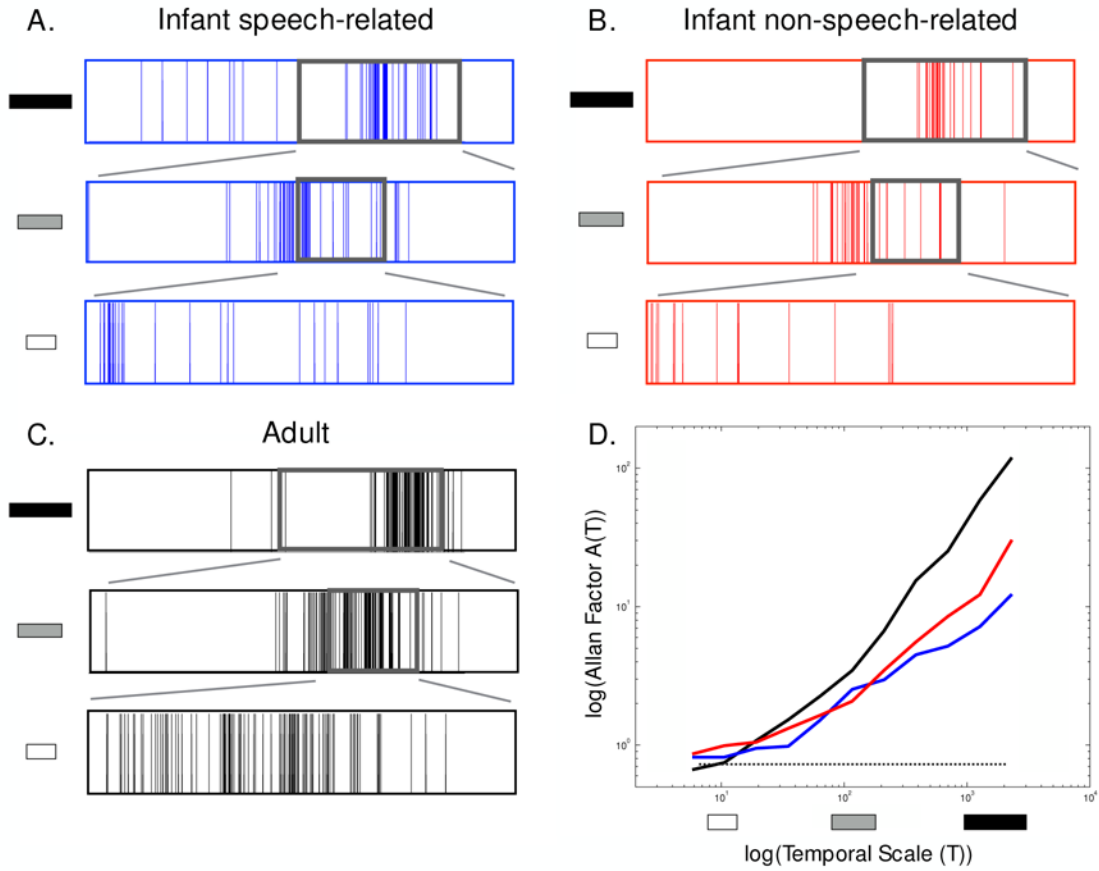 A. Infant speech-related
B. Infant non-speech-related
C. Adult
D.
log(Allan Factor A(T))
10²
10¹
10⁰
10¹ 10² 10³ 10⁴
log(Temporal Scale (T))